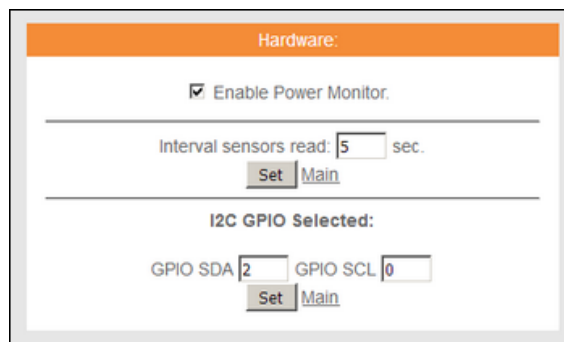 Hardware:
Enable Power Monitor.
Interval sensors read: 5 sec.
Set Main
I2C GPIO Selected:
GPIO SDA 2 GPIO SCL 0
Set Main